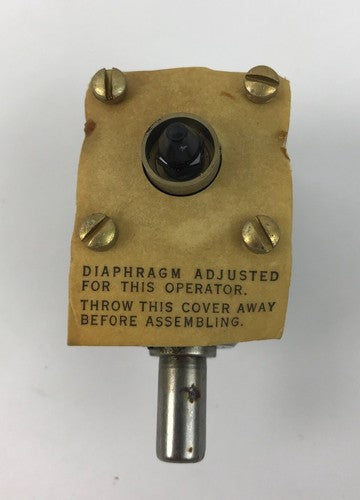 DIAPHRAGM ADJUSTED
FOR THIS OPERATOR.
THROW THIS COVER AWAY
BEFORE ASSEMBLING.